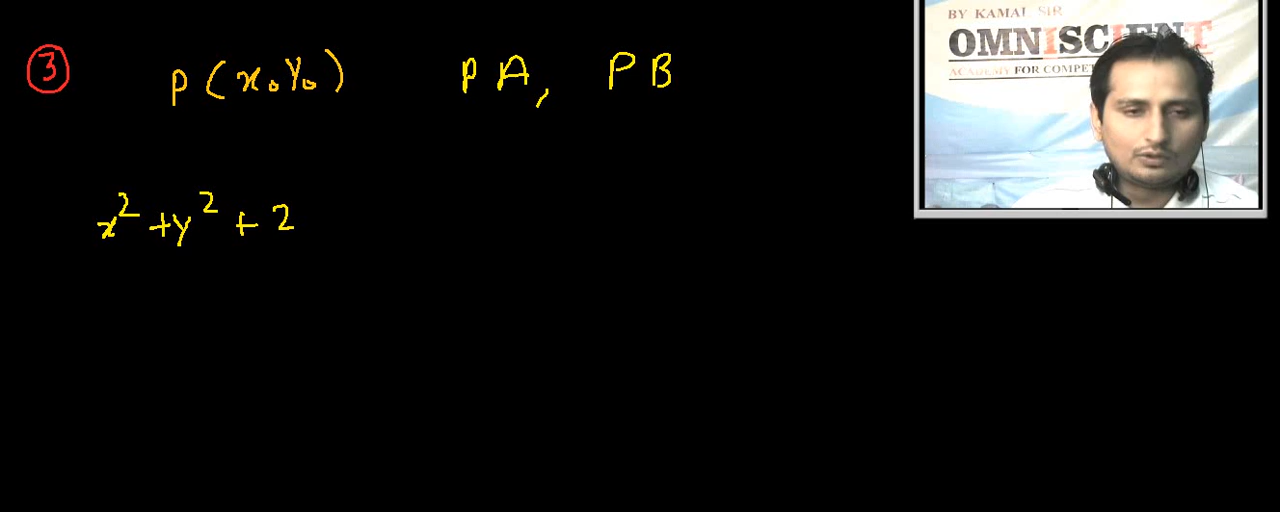 ③ P(x₀y₀) PA, PB
x² + y² + 2
BY KAMAL SIR
OMNISCIENT
ACADEMY FOR COMPET